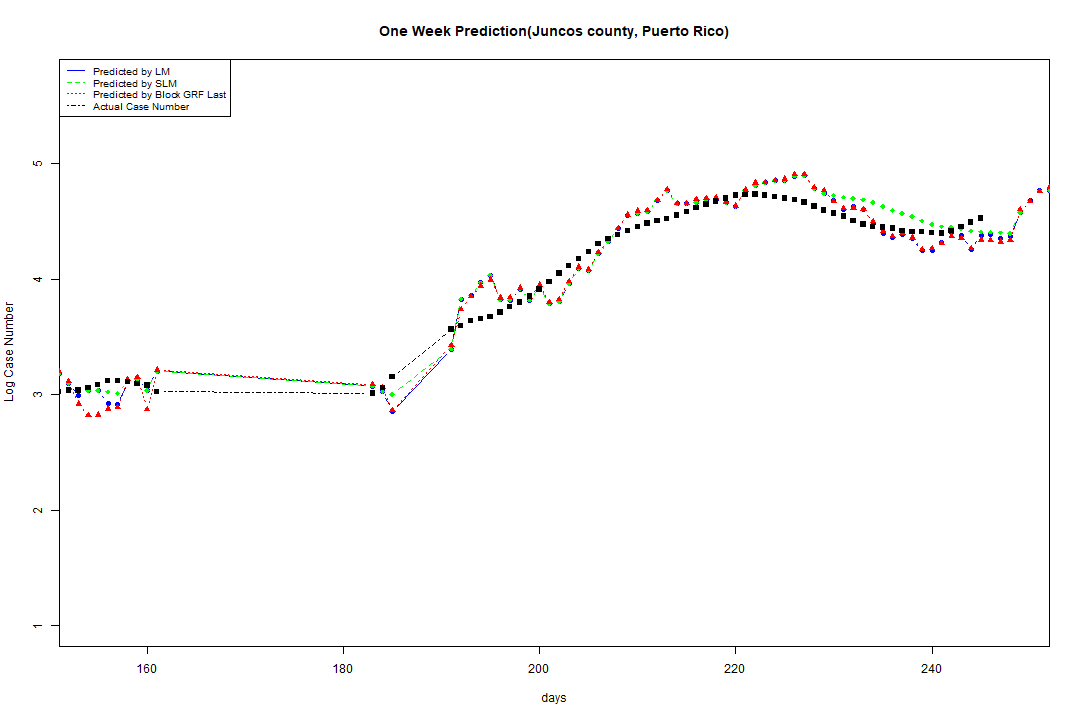 One Week Prediction(Juncos county, Puerto Rico)
Predicted by LM
Predicted by SLM
Predicted by Block GRF Last
Actual Case Number
5
4
3
2
1
Log Case Number
160 180 200 220 240
days